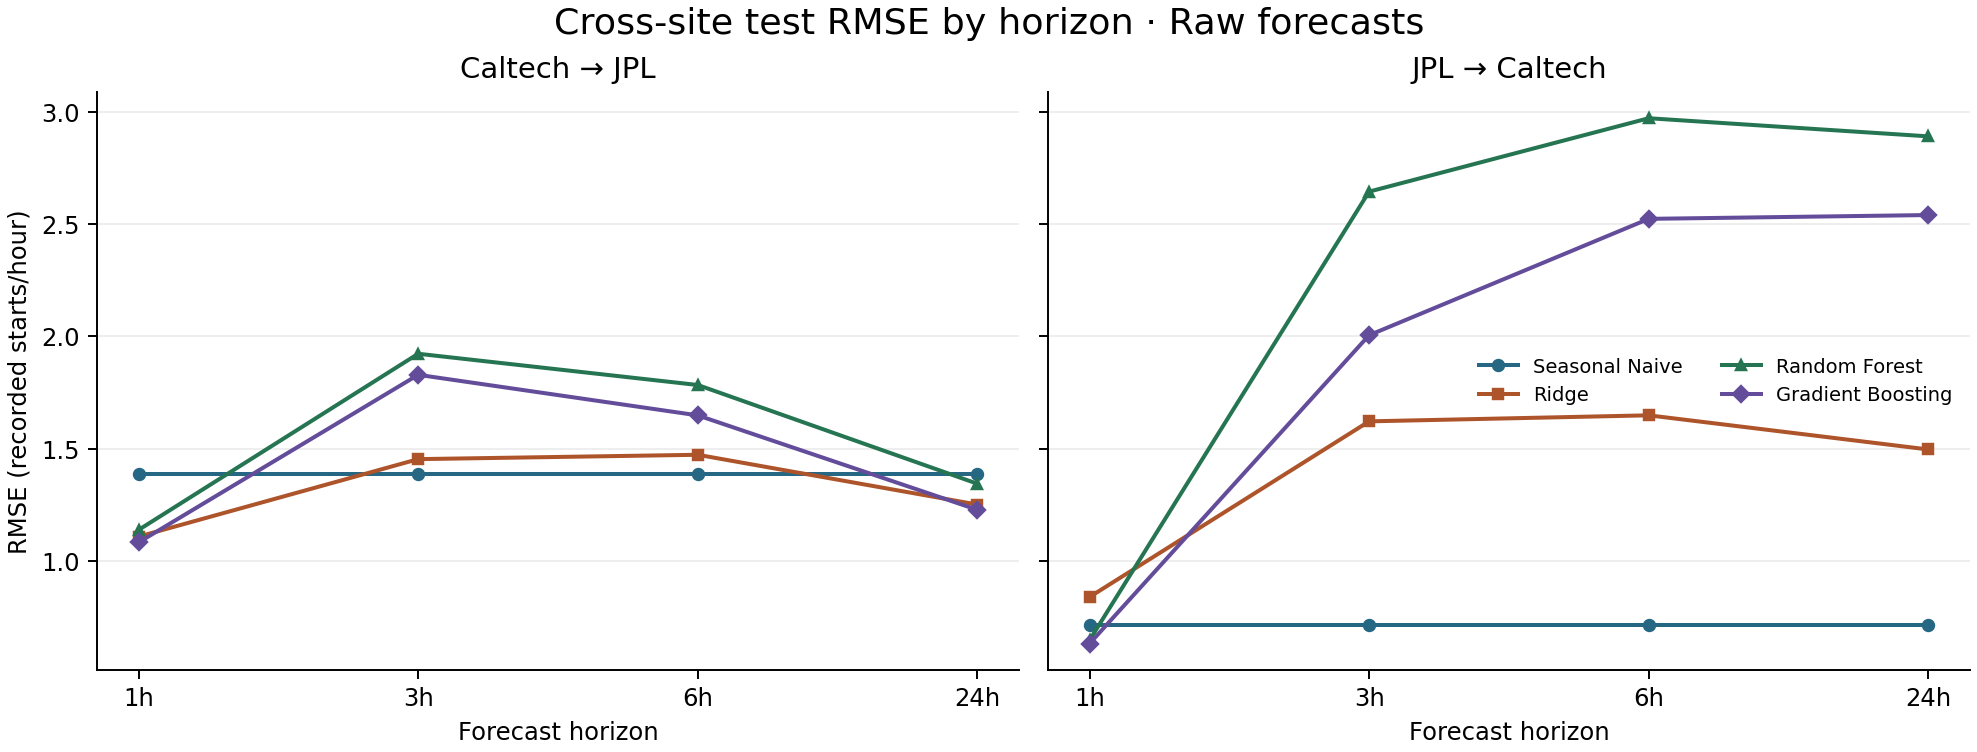 Cross-site test RMSE by horizon · Raw forecasts
Caltech → JPL
JPL → Caltech
RMSE (recorded starts/hour)
3.0
2.5
2.0
1.5
1.0
Seasonal Naive
Ridge
Random Forest
Gradient Boosting
1h 3h 6h 24h
1h 3h 6h 24h
Forecast horizon
Forecast horizon